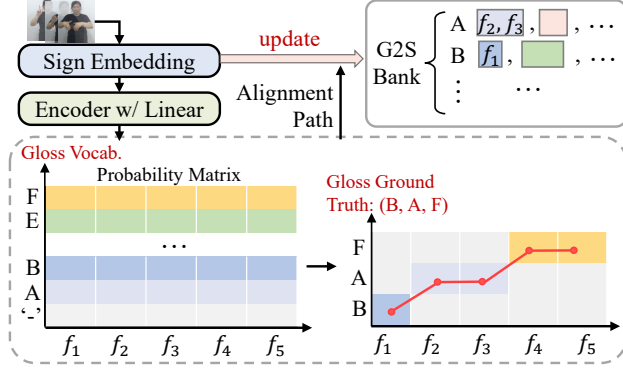 Sign Embedding
Encoder w/ Linear
update
Alignment
Path
G2S
Bank
A f₂, f₃ , , ...
B f₁ , , ...
⋮ ⋮ ...
Gloss Vocab.
Probability Matrix
F
E
...
B
A
'-'
f₁ f₂ f₃ f₄ f₅
Gloss Ground
Truth: (B, A, F)
F
A
B
f₁ f₂ f₃ f₄ f₅